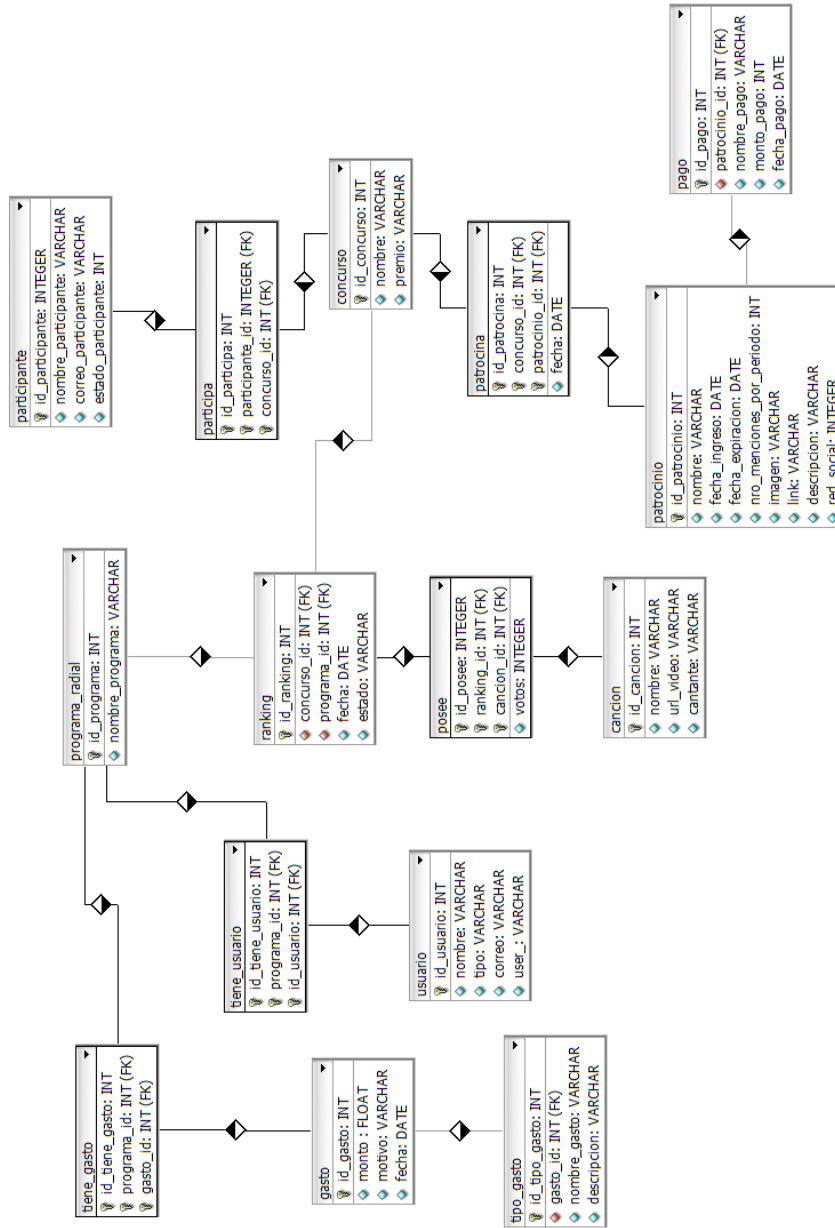 tiene_gasto
id_tiene_gasto: INT
programa_id: INT (FK)
gasto_id: INT (FK)
gasto
id_gasto: INT
monto : FLOAT
motivo: VARCHAR
fecha: DATE
tipo_gasto
id_tipo_gasto: INT
gasto_id: INT (FK)
nombre_gasto: VARCHAR
descripcion: VARCHAR
programa_radial
id_programa: INT
nombre_programa: VARCHAR
tiene_usuario
id_tiene_usuario: INT
programa_id: INT (FK)
id_usuario: INT (FK)
usuario
id_usuario: INT
nombre: VARCHAR
tipo: VARCHAR
correo: VARCHAR
user_: VARCHAR
ranking
id_ranking: INT
concurso_id: INT (FK)
programa_id: INT (FK)
fecha: DATE
estado: VARCHAR
posee
id_posee: INTEGER
ranking_id: INT (FK)
cancion_id: INT (FK)
votos: INTEGER
cancion
id_cancion: INT
nombre: VARCHAR
url_video: VARCHAR
cantante: VARCHAR
participante
id_participante: INTEGER
nombre_participante: VARCHAR
correo_participante: VARCHAR
estado_participante: INT
participa
id_participa: INT
participante_id: INTEGER (FK)
concurso_id: INT (FK)
concurso
id_concurso: INT
nombre: VARCHAR
premio: VARCHAR
patrocina
id_patrocina: INT
concurso_id: INT (FK)
patrocinio_id: INT (FK)
fecha: DATE
patrocinio
id_patrocinio: INT
nombre: VARCHAR
fecha_ingreso: DATE
fecha_expiracion: DATE
nro_menciones_por_periodo: INT
imagen: VARCHAR
link: VARCHAR
descripcion: VARCHAR
red_social: INTEGER
pago
id_pago: INT
patrocinio_id: INT (FK)
nombre_pago: VARCHAR
monto_pago: INT
fecha_pago: DATE